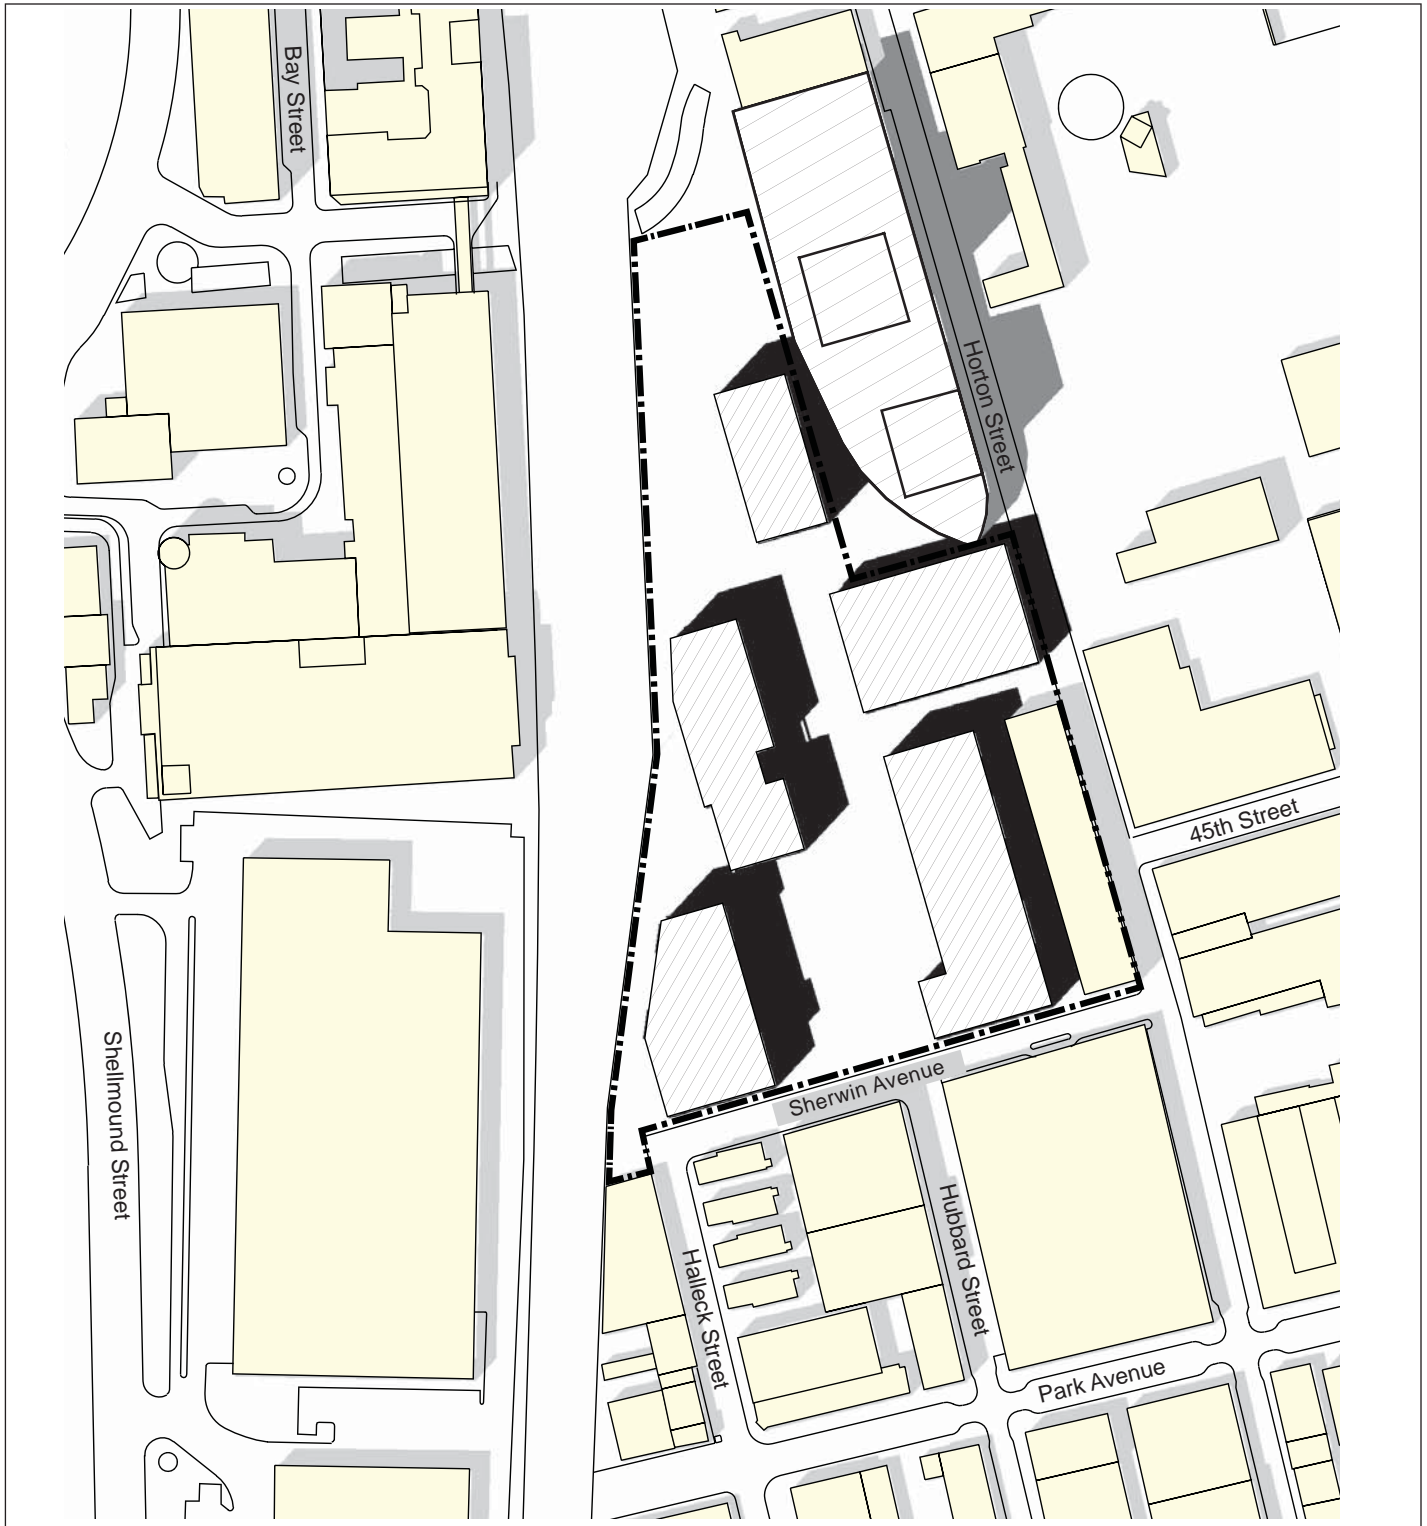 Bay Street
Horton Street
45th Street
Shellmound Street
Sherwin Avenue
Hubbard Street
Halleck Street
Park Avenue